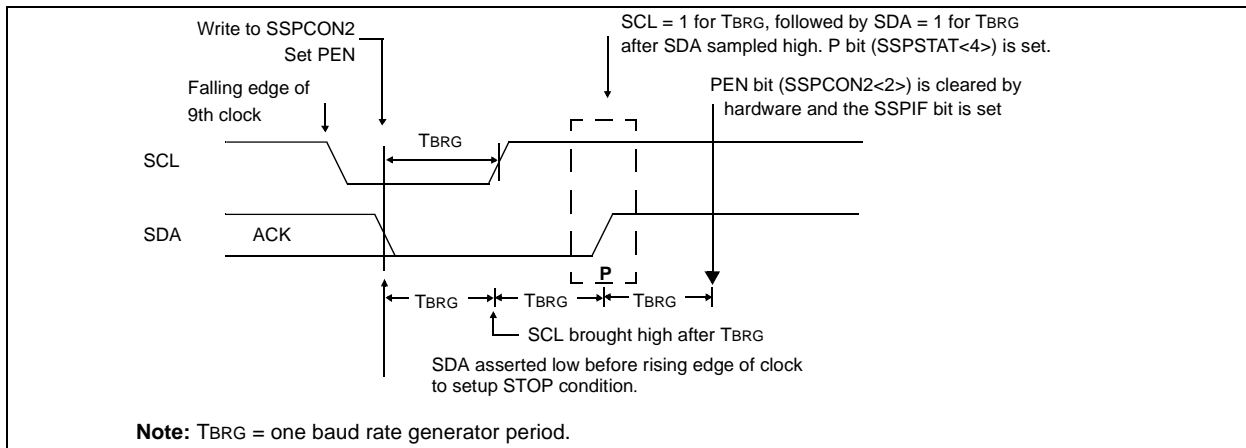 Write to SSPCON2
Set PEN
SCL = 1 for TBRG, followed by SDA = 1 for TBRG
after SDA sampled high. P bit (SSPSTAT<4>) is set.
Falling edge of
9th clock
PEN bit (SSPCON2<2>) is cleared by
hardware and the SSPIF bit is set
TBRG
SCL
SDA
ACK
P
TBRG
TBRG
TBRG
SCL brought high after TBRG
SDA asserted low before rising edge of clock
to setup STOP condition.
Note: TBRG = one baud rate generator period.